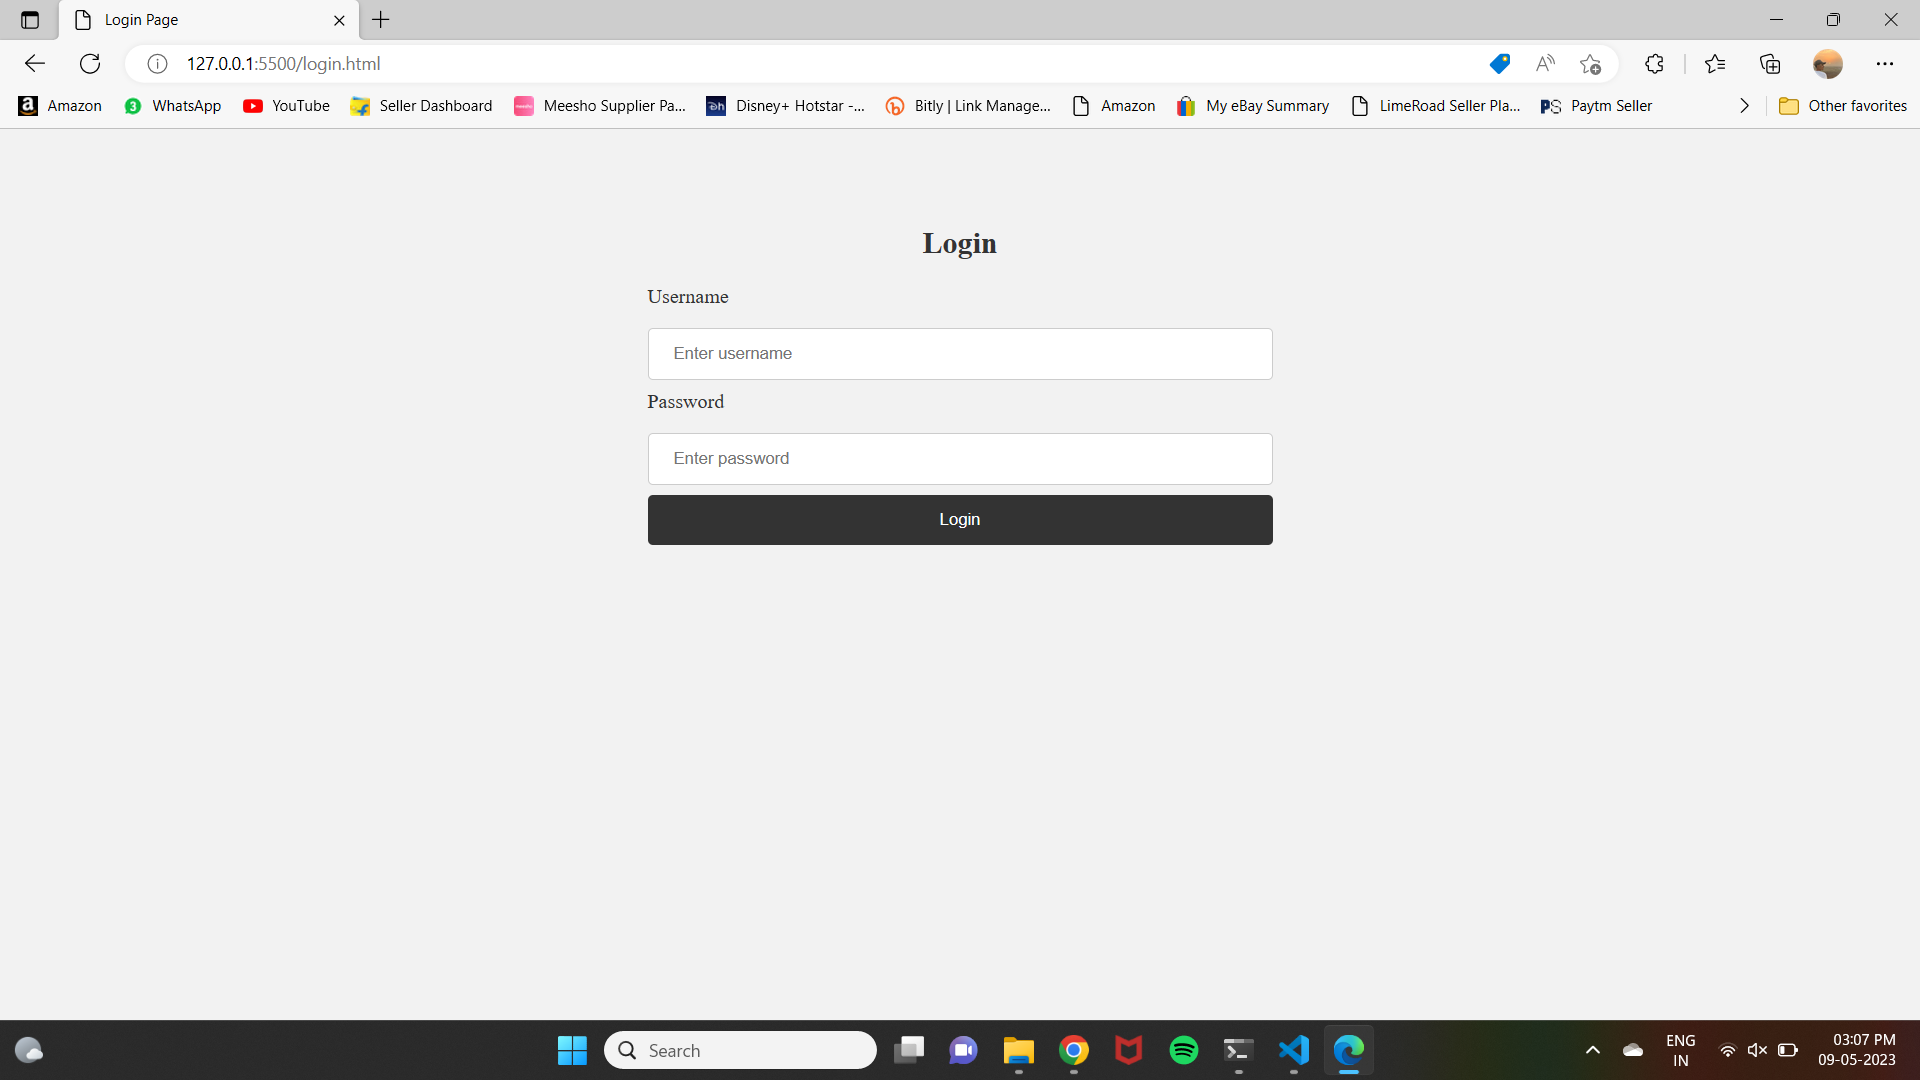 Login Page
127.0.0.1:5500/login.html
Amazon
WhatsApp
YouTube
Seller Dashboard
Meesho Supplier Pa...
Disney+ Hotstar -...
Bitly | Link Manage...
Amazon
My eBay Summary
LimeRoad Seller Pla...
Paytm Seller
Other favorites
Login
Username
Enter username
Password
Enter password
Login
Search
ENG
IN
03:07 PM
09-05-2023